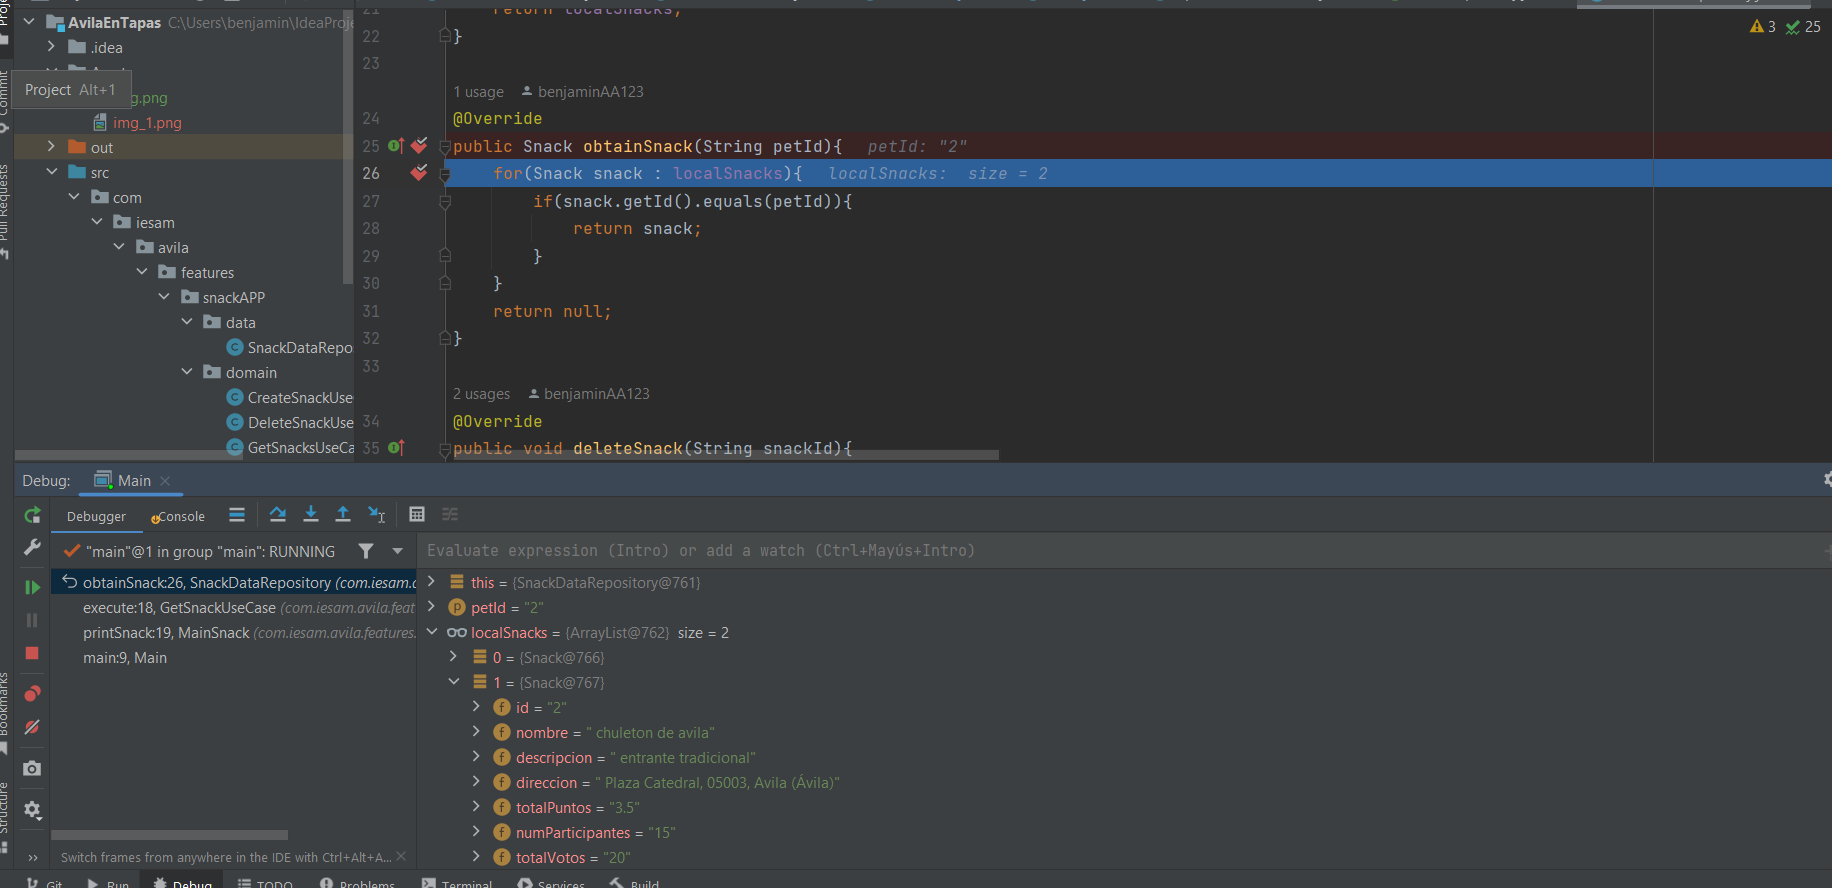 AvilaEnTapas C:\Users\benjamin\IdeaProje
.idea
Project Alt+1
g.png
img_1.png
out
src
com
iesam
avila
features
snackAPP
data
SnackDataRepo
domain
CreateSnackUse
DeleteSnackUse
GetSnacksUseCa
Commit
Pull Requests
Bookmarks
Structure
21 return localSnacks;
22 }
23
1 usage benjaminAA123
24 @Override
25 public Snack obtainSnack(String petId){ petId: "2"
26 for(Snack snack : localSnacks){ localSnacks: size = 2
27 if(snack.getId().equals(petId)){
28 return snack;
29 }
30 }
31 return null;
32 }
33
2 usages benjaminAA123
34 @Override
35 public void deleteSnack(String snackId){
3 25
Debug: Main
Debugger Console
"main"@1 in group "main": RUNNING
obtainSnack:26, SnackDataRepository (com.iesam.a
execute:18, GetSnackUseCase (com.iesam.avila.feat
printSnack:19, MainSnack (com.iesam.avila.features.
main:9, Main
Switch frames from anywhere in the IDE with Ctrl+Alt+A...
Evaluate expression (Intro) or add a watch (Ctrl+Mayús+Intro)
this = {SnackDataRepository@761}
petId = "2"
localSnacks = {ArrayList@762} size = 2
0 = {Snack@766}
1 = {Snack@767}
id = "2"
nombre = " chuleton de avila"
descripcion = " entrante tradicional"
direccion = " Plaza Catedral, 05003, Avila (Ávila)"
totalPuntos = "3.5"
numParticipantes = "15"
totalVotos = "20"
Git Run Debug TODO Problems Terminal Services Build